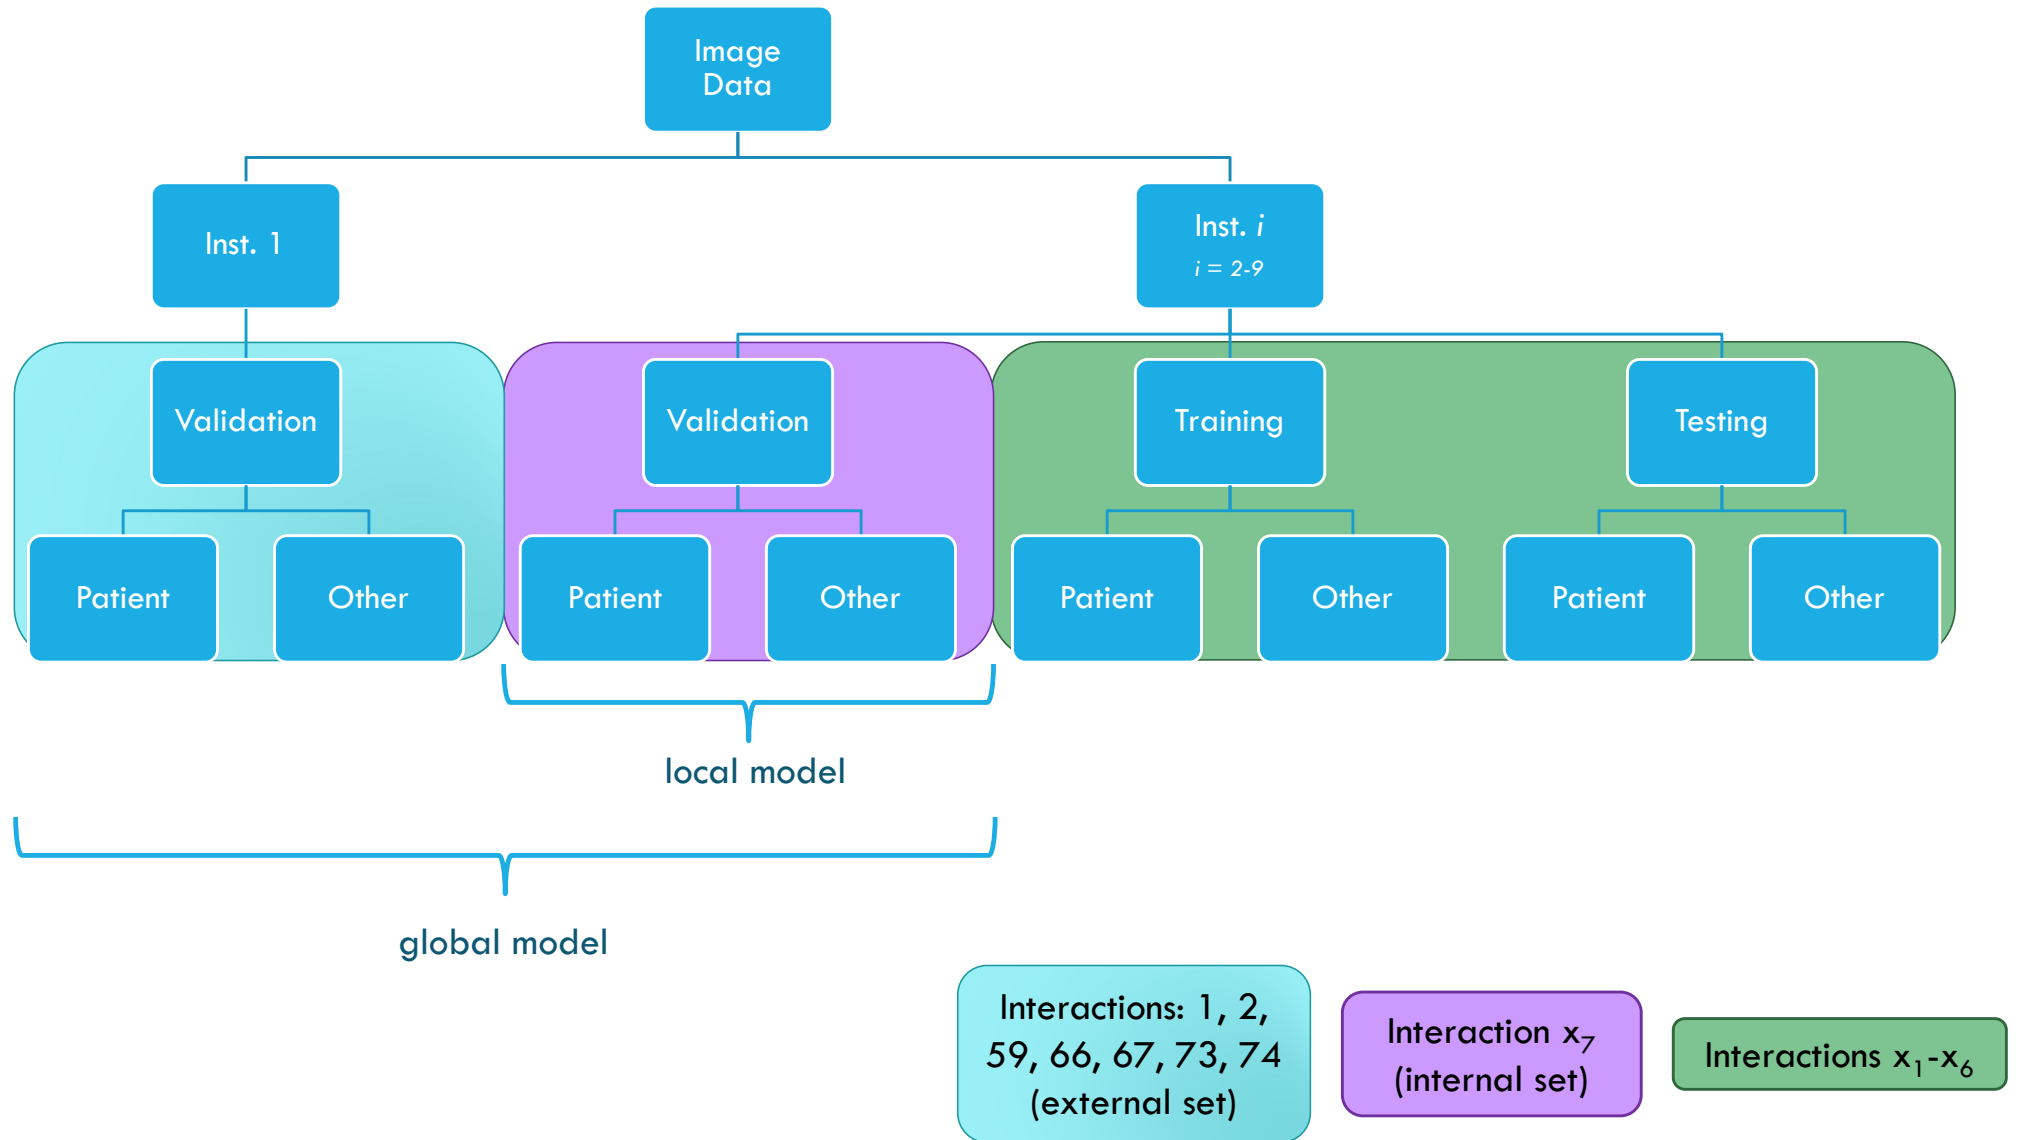 Image
Data
Inst. 1
Inst. i
i = 2-9
Validation
Validation
Training
Testing
Patient
Other
Patient
Other
Patient
Other
Patient
Other
local model
global model
Interactions: 1, 2,
59, 66, 67, 73, 74
(external set)
Interaction x₇
(internal set)
Interactions x₁-x₆